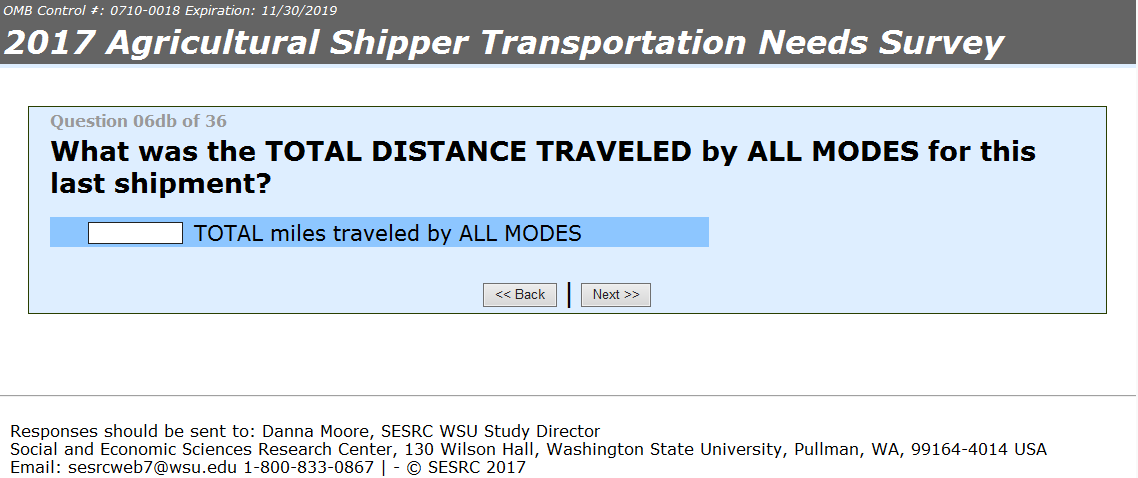 OMB Control #: 0710-0018 Expiration: 11/30/2019
2017 Agricultural Shipper Transportation Needs Survey
Question 06db of 36
What was the TOTAL DISTANCE TRAVELED by ALL MODES for this
last shipment?
TOTAL miles traveled by ALL MODES
<< Back | Next >>
Responses should be sent to: Danna Moore, SESRC WSU Study Director
Social and Economic Sciences Research Center, 130 Wilson Hall, Washington State University, Pullman, WA, 99164-4014 USA
Email: sesrcweb7@wsu.edu 1-800-833-0867 | - © SESRC 2017